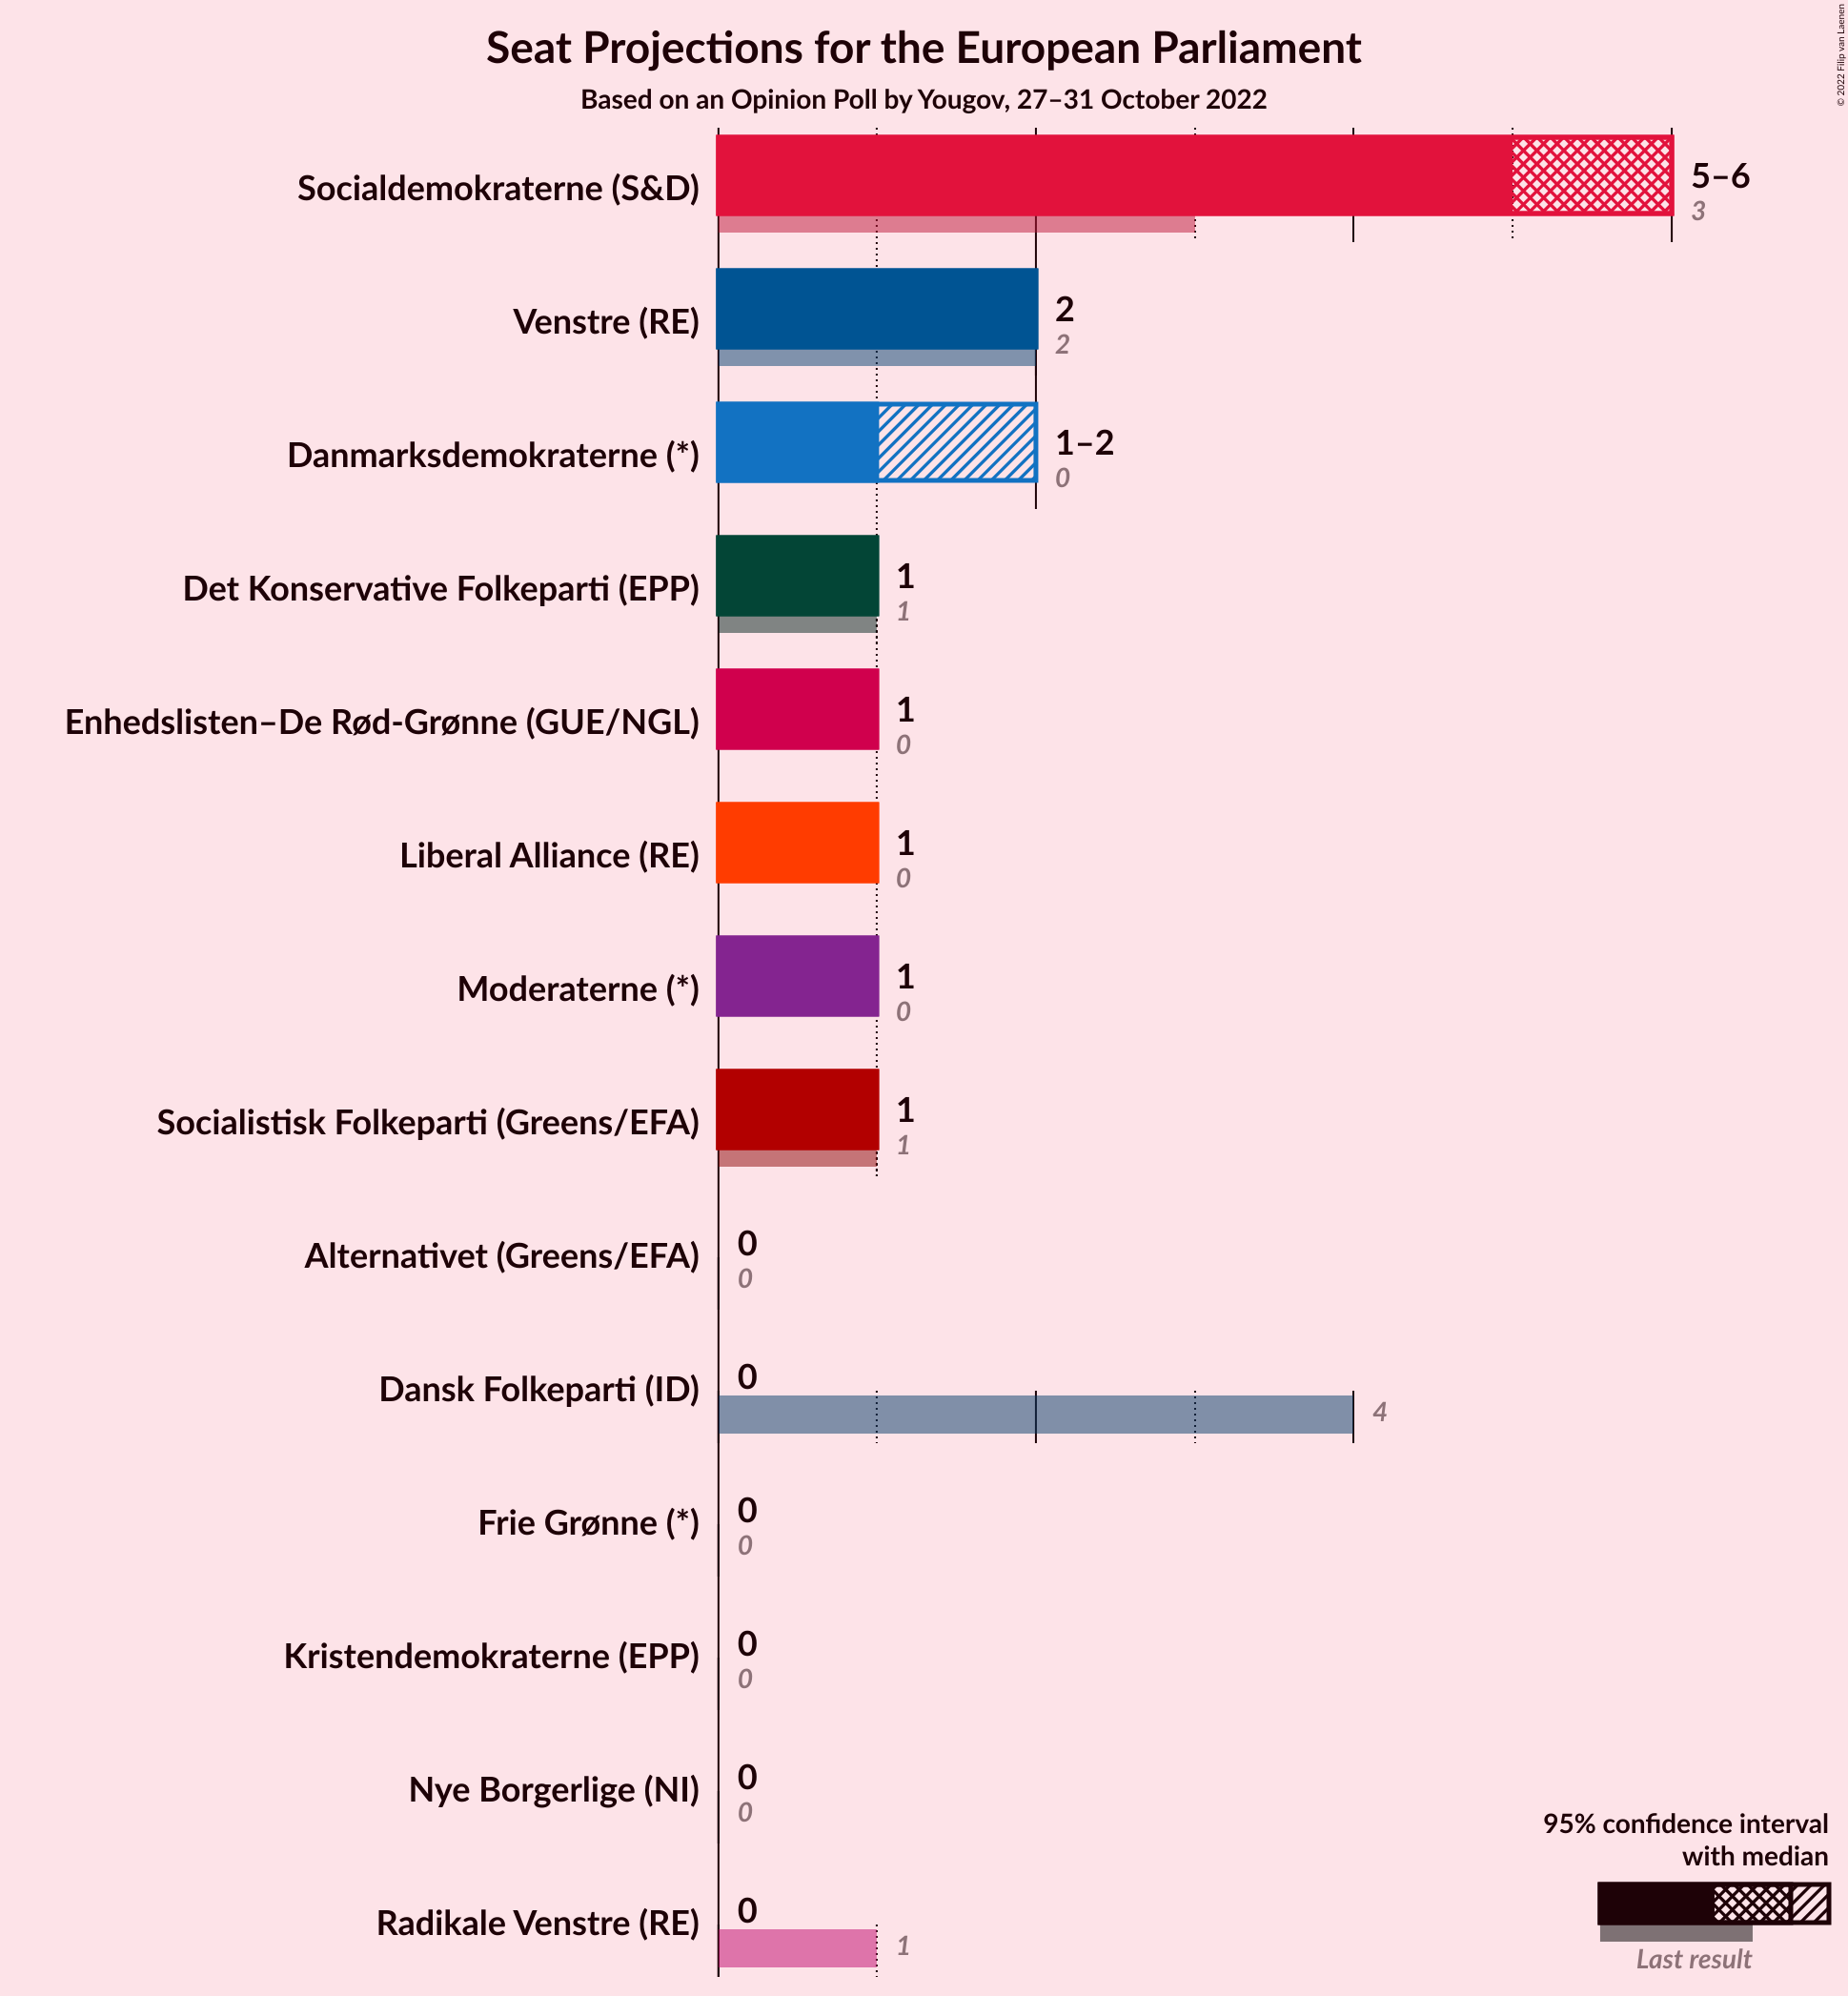 Seat Projections for the European Parliament
Based on an Opinion Poll by Yougov, 27–31 October 2022
© 2022 Filip van Laenen
Socialdemokraterne (S&D)
5–6
3
Venstre (RE)
2
2
Danmarksdemokraterne (*)
1–2
0
Det Konservative Folkeparti (EPP)
1
1
Enhedslisten–De Rød-Grønne (GUE/NGL)
1
0
Liberal Alliance (RE)
1
0
Moderaterne (*)
1
0
Socialistisk Folkeparti (Greens/EFA)
1
1
Alternativet (Greens/EFA)
0
0
Dansk Folkeparti (ID)
0
4
Frie Grønne (*)
0
0
Kristendemokraterne (EPP)
0
0
Nye Borgerlige (NI)
0
0
Radikale Venstre (RE)
0
1
95% confidence interval
with median
Last result